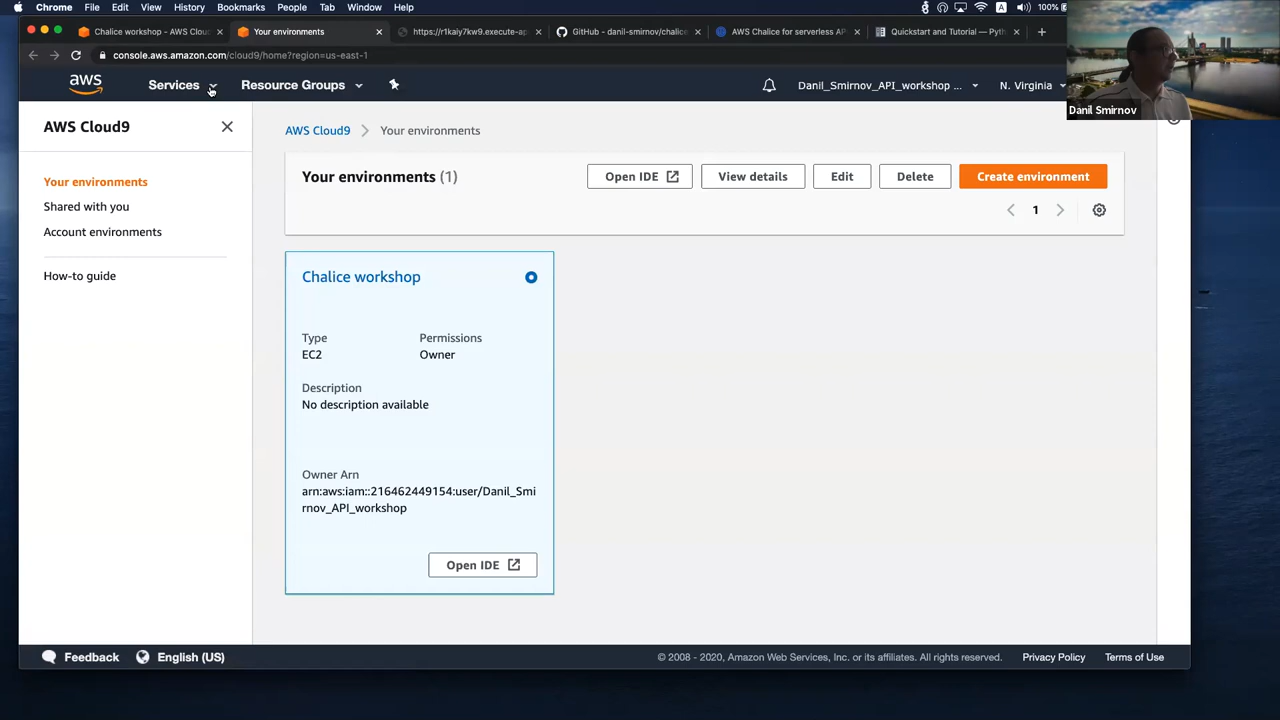 Chrome File Edit View History Bookmarks People Tab Window Help
A
100%
Chalice workshop - AWS Cloud
Your environments
https://r1kaiy7kw9.execute-ap
GitHub - danil-smirnov/chalice
AWS Chalice for serverless AP
Quickstart and Tutorial — Pyth
console.aws.amazon.com/cloud9/home?region=us-east-1
aws
Services
Resource Groups
Danil_Smirnov_API_workshop ...
N. Virginia
Danil Smirnov
AWS Cloud9
AWS Cloud9 Your environments
Your environments
Shared with you
Account environments
How-to guide
Your environments (1)
Open IDE
View details
Edit
Delete
Create environment
1
Chalice workshop
Type
EC2
Permissions
Owner
Description
No description available
Owner Arn
arn:aws:iam::216462449154:user/Danil_Smi
rnov_API_workshop
Open IDE
Feedback
English (US)
© 2008 - 2020, Amazon Web Services, Inc. or its affiliates. All rights reserved.
Privacy Policy
Terms of Use